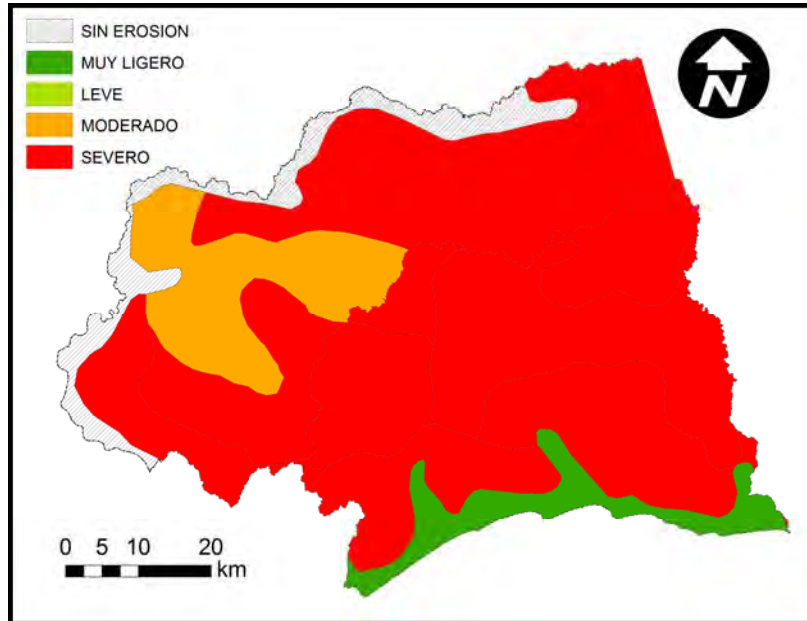 SIN EROSION
MUY LIGERO
LEVE
MODERADO
SEVERO
N
0 5 10 20
km